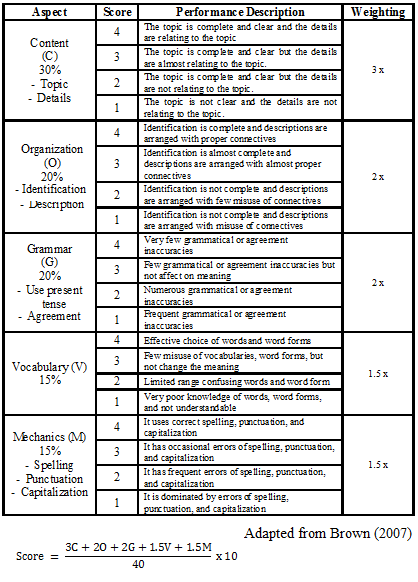 Aspect Score Performance Description Weighting
Content
(C)
30%
- Topic
- Details
4 The topic is complete and clear and the details
are relating to the topic
3 The topic is complete and clear but the details
are almost relating to the topic.
2 The topic is complete and clear but the details
are not relating to the topic.
1 The topic is not clear and the details are not
relating to the topic.
3 x
Organization
(O)
20%
- Identification
- Description
4 Identification is complete and descriptions are
arranged with proper connectives
3 Identification is almost complete and
descriptions are arranged with almost proper
connectives
2 Identification is not complete and descriptions
are arranged with few misuse of connectives
1 Identification is not complete and descriptions
are arranged with misuse of connectives
2 x
Grammar
(G)
20%
- Use present
tense
- Agreement
4 Very few grammatical or agreement
inaccuracies
3 Few grammatical or agreement inaccuracies but
not affect on meaning
2 Numerous grammatical or agreement
inaccuracies
1 Frequent grammatical or agreement
inaccuracies
2 x
Vocabulary (V)
15%
4 Effective choice of words and word forms
3 Few misuse of vocabularies, word forms, but
not change the meaning
2 Limited range confusing words and word form
1 Very poor knowledge of words, word forms,
and not understandable
1.5 x
Mechanics (M)
15%
- Spelling
- Punctuation
- Capitalization
4 It uses correct spelling, punctuation, and
capitalization
3 It has occasional errors of spelling, punctuation,
and capitalization
2 It has frequent errors of spelling, punctuation,
and capitalization
1 It is dominated by errors of spelling,
punctuation, and capitalization
1.5 x
Adapted from Brown (2007)
Score = 3C + 2O + 2G + 1.5V + 1.5M / 40 x 10